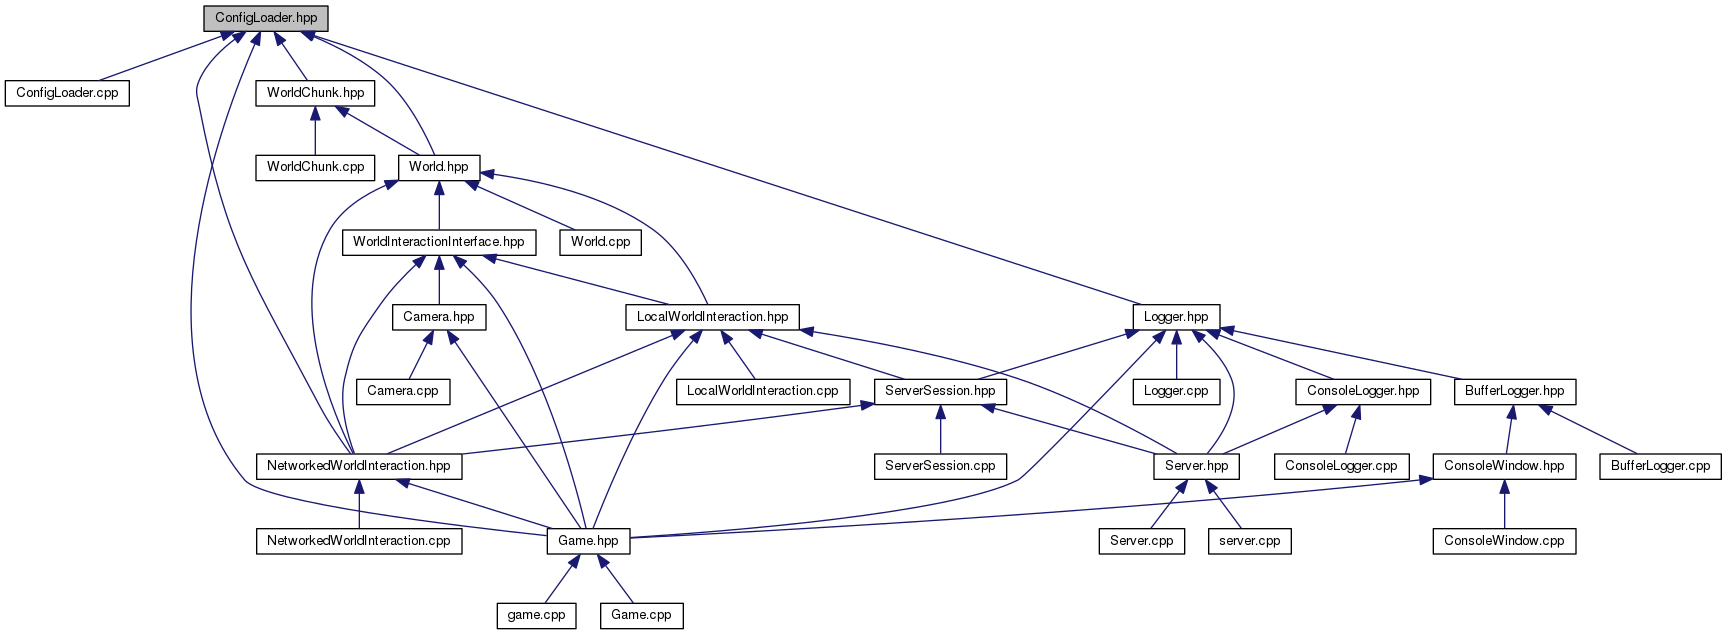 ConfigLoader.hpp
ConfigLoader.cpp
WorldChunk.hpp
WorldChunk.cpp
World.hpp
WorldInteractionInterface.hpp
World.cpp
Camera.hpp
LocalWorldInteraction.hpp
Logger.hpp
Camera.cpp
LocalWorldInteraction.cpp
ServerSession.hpp
Logger.cpp
ConsoleLogger.hpp
BufferLogger.hpp
NetworkedWorldInteraction.hpp
ServerSession.cpp
Server.hpp
ConsoleLogger.cpp
ConsoleWindow.hpp
BufferLogger.cpp
NetworkedWorldInteraction.cpp
Game.hpp
Server.cpp
server.cpp
ConsoleWindow.cpp
game.cpp
Game.cpp